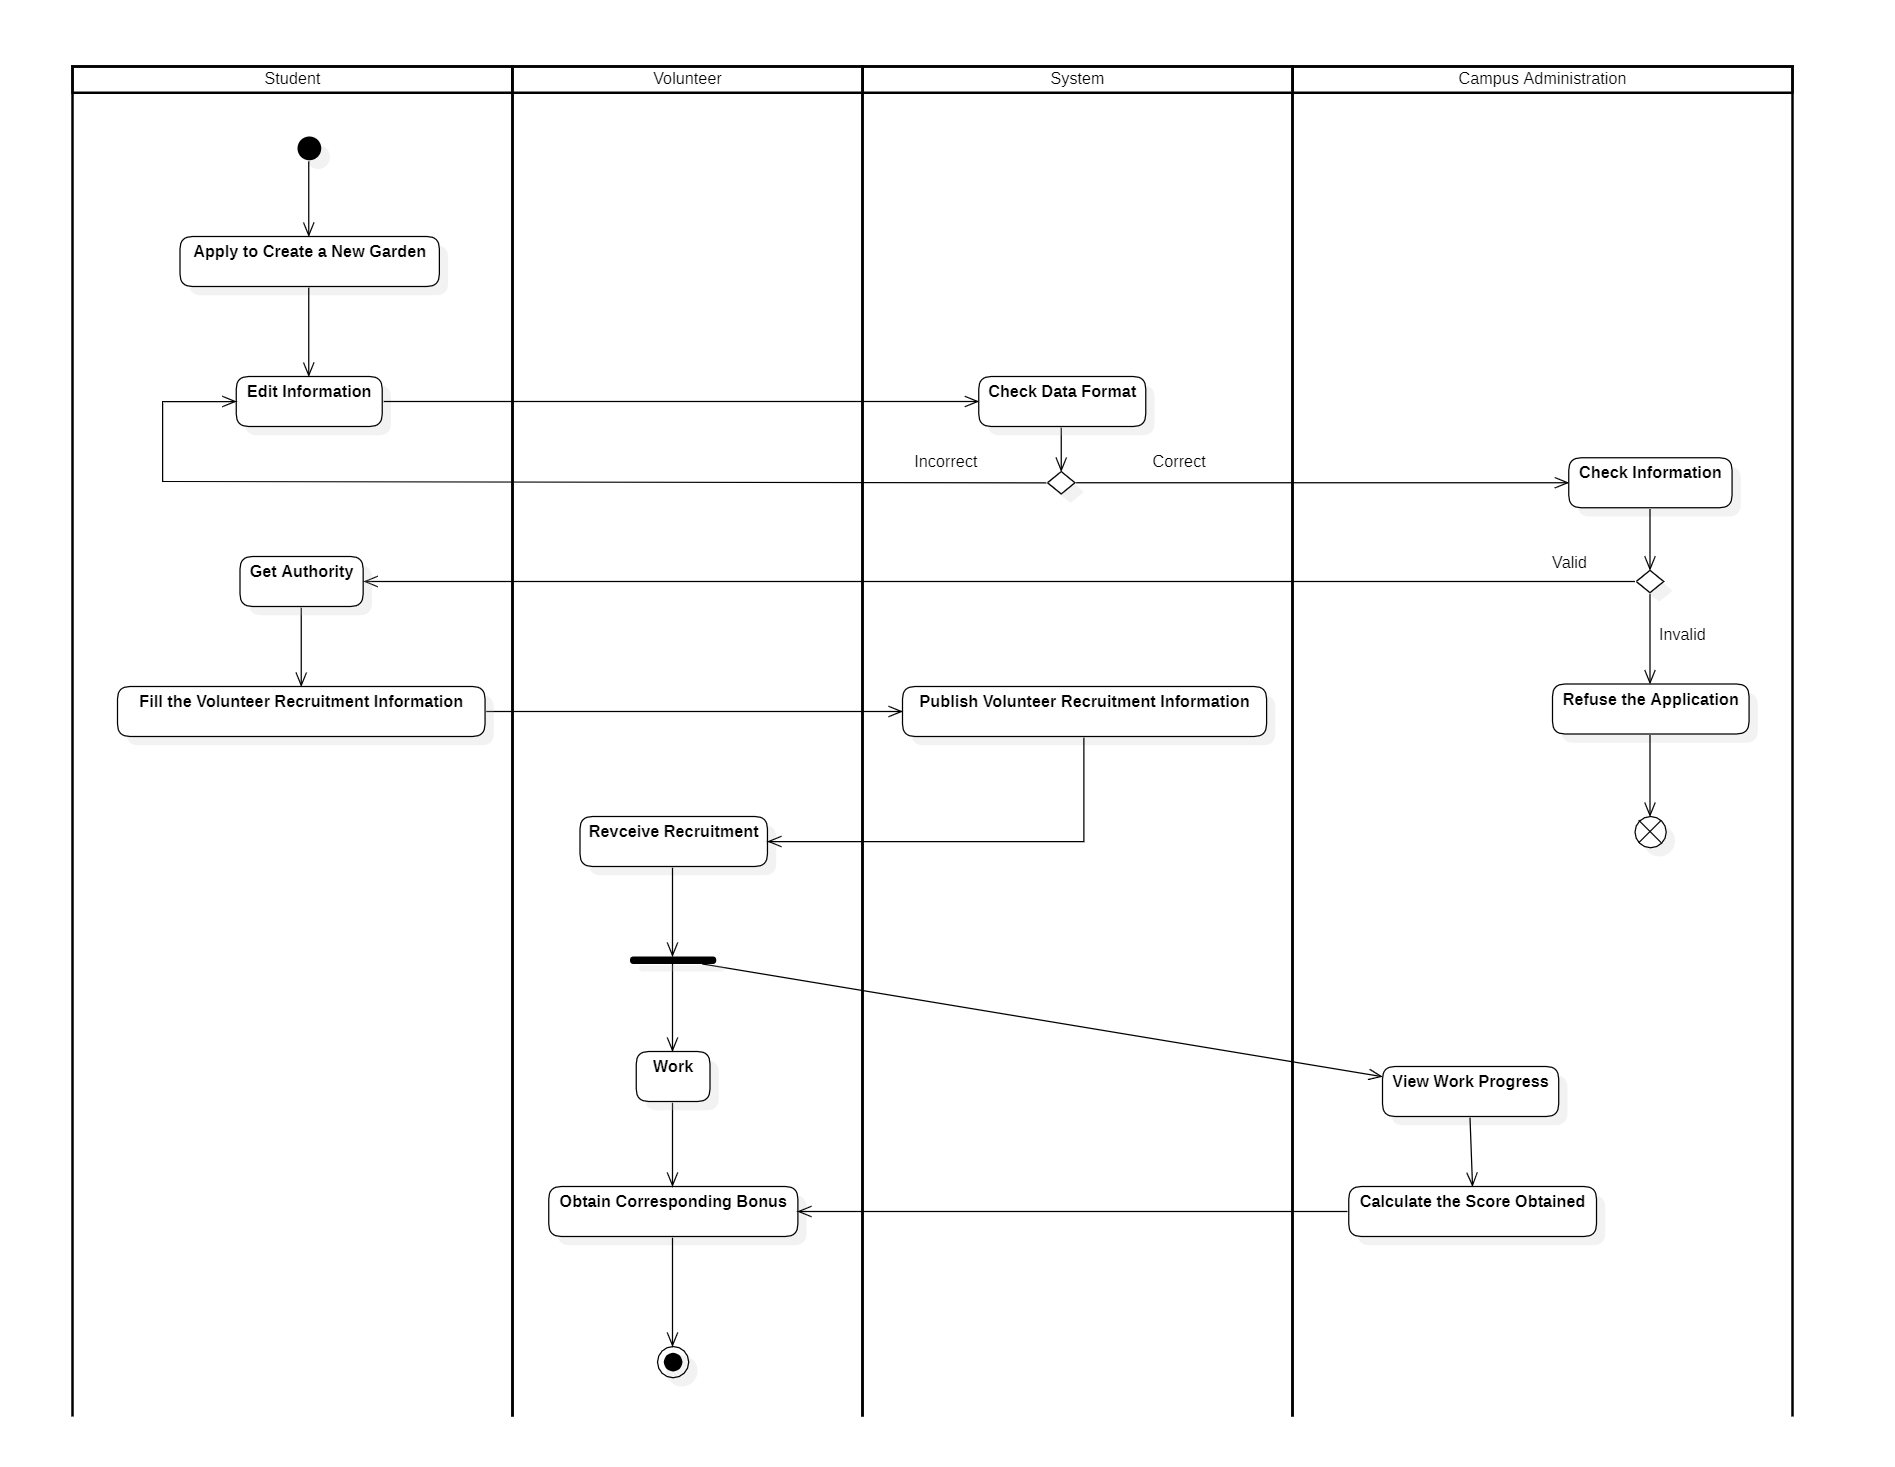 Student
Volunteer
System
Campus Administration
Apply to Create a New Garden
Edit Information
Check Data Format
Incorrect
Correct
Check Information
Valid
Get Authority
Invalid
Fill the Volunteer Recruitment Information
Publish Volunteer Recruitment Information
Refuse the Application
Revceive Recruitment
Work
View Work Progress
Obtain Corresponding Bonus
Calculate the Score Obtained